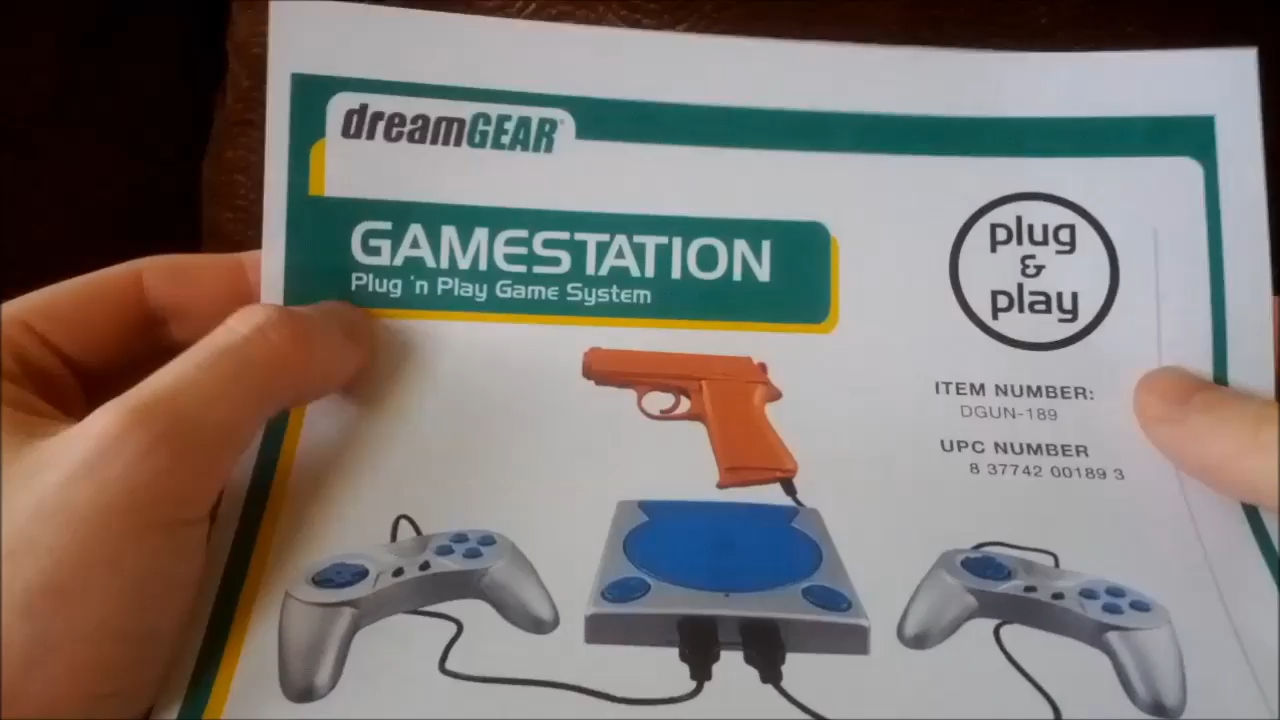 dreamGEAR®
GAMESTATION
Plug 'n Play Game System
plug
&
play
ITEM NUMBER:
DGUN-189
UPC NUMBER
8 37742 00189 3